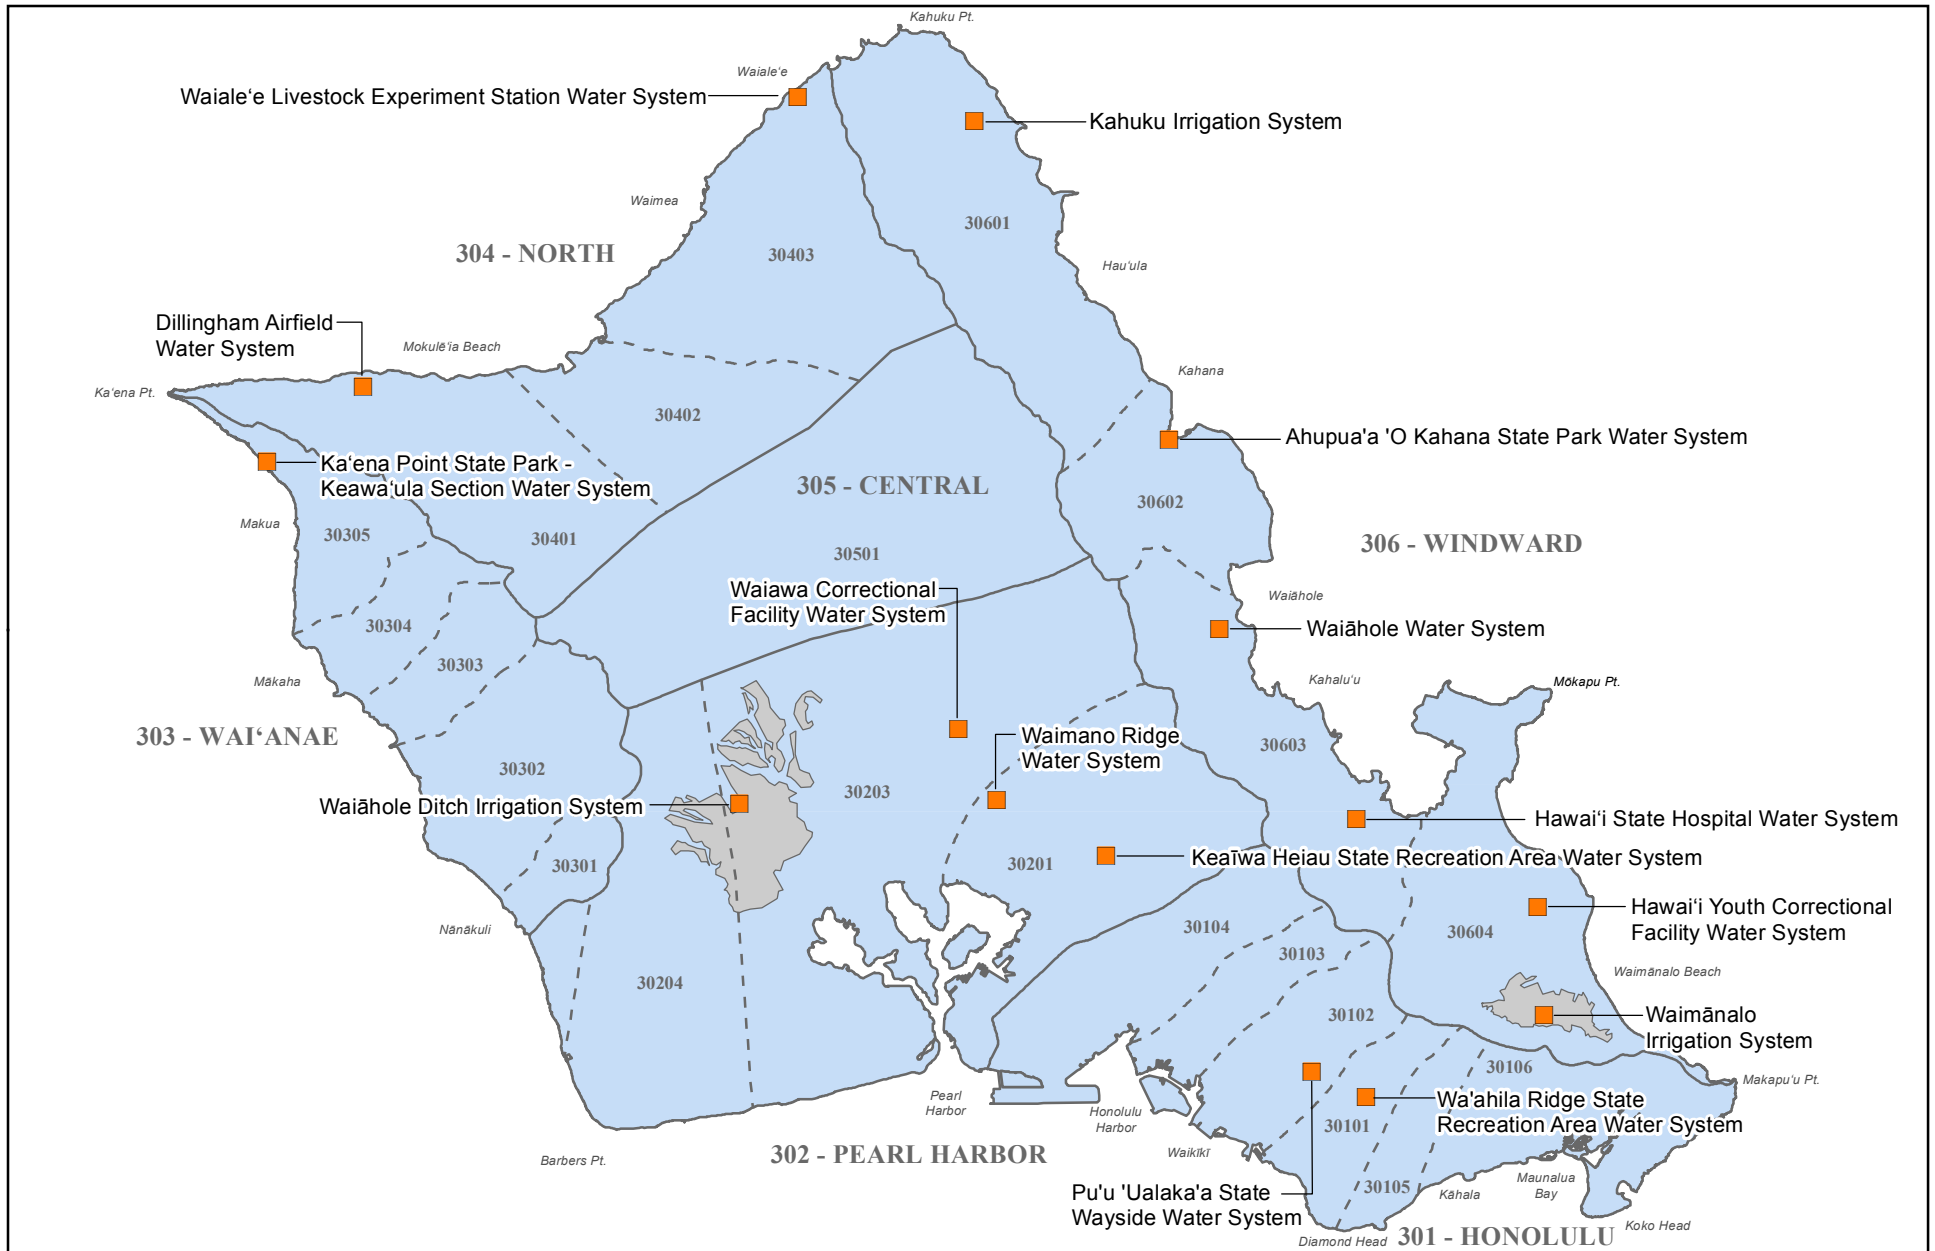 Kahuku Pt.
Waiale‘e
Waiale‘e Livestock Experiment Station Water System
Kahuku Irrigation System
Waimea
30601
304 - NORTH
30403
Hau‘ula
Dillingham Airfield
Water System
Mokulē‘ia Beach
Kahana
Ka‘ena Pt.
30402
Ahupua'a 'O Kahana State Park Water System
Ka‘ena Point State Park -
Keawa‘ula Section Water System
305 - CENTRAL
30602
Makua
30305
30401
30501
306 - WINDWARD
Waiawa Correctional
Facility Water System
Waiāhole
30304
Waiāhole Water System
30303
Mākaha
Kahalu‘u
Mōkapu Pt.
303 - WAI‘ANAE
Waimano Ridge
Water System
30603
30302
30203
Waiāhole Ditch Irrigation System
Hawai‘i State Hospital Water System
30301
30201
Keaīwa Heiau State Recreation Area Water System
Hawai‘i Youth Correctional
Facility Water System
Nānākuli
30104
30604
30103
Waimānalo Beach
30204
30102
Waimānalo
Irrigation System
30106
Makapu‘u Pt.
Pearl
Harbor
Honolulu
Harbor
Wa'ahila Ridge State
Recreation Area Water System
30101
302 - PEARL HARBOR
Barbers Pt.
Waikīkī
Pu'u 'Ualaka'a State
Wayside Water System
30105
Kāhala
Maunalua
Bay
Koko Head
Diamond Head
301 - HONOLULU